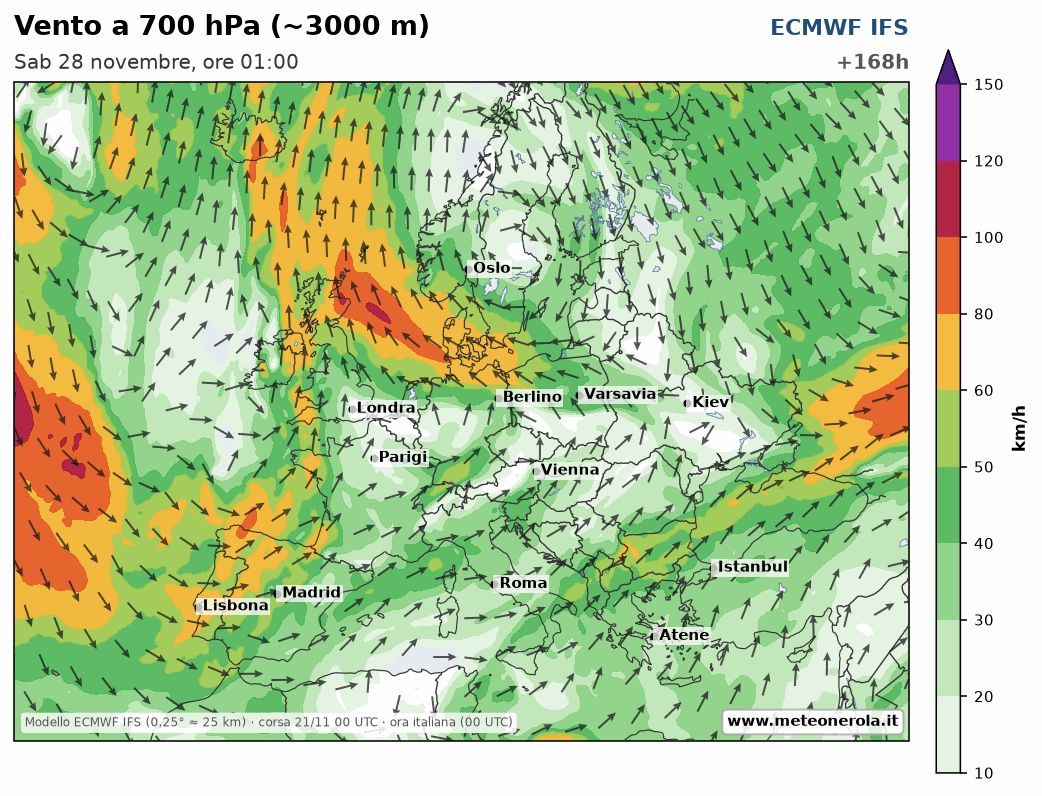 Vento a 700 hPa (~3000 m)
ECMWF IFS
Sab 28 novembre, ore 01:00
+168h
150
120
100
80
60
50
40
30
20
10
km/h
Oslo
Berlino
Varsavia
Kiev
Londra
Parigi
Vienna
Istanbul
Roma
Madrid
Lisbona
Atene
Modello ECMWF IFS (0,25° ≈ 25 km) · corsa 21/11 00 UTC · ora italiana (00 UTC)
www.meteonerola.it